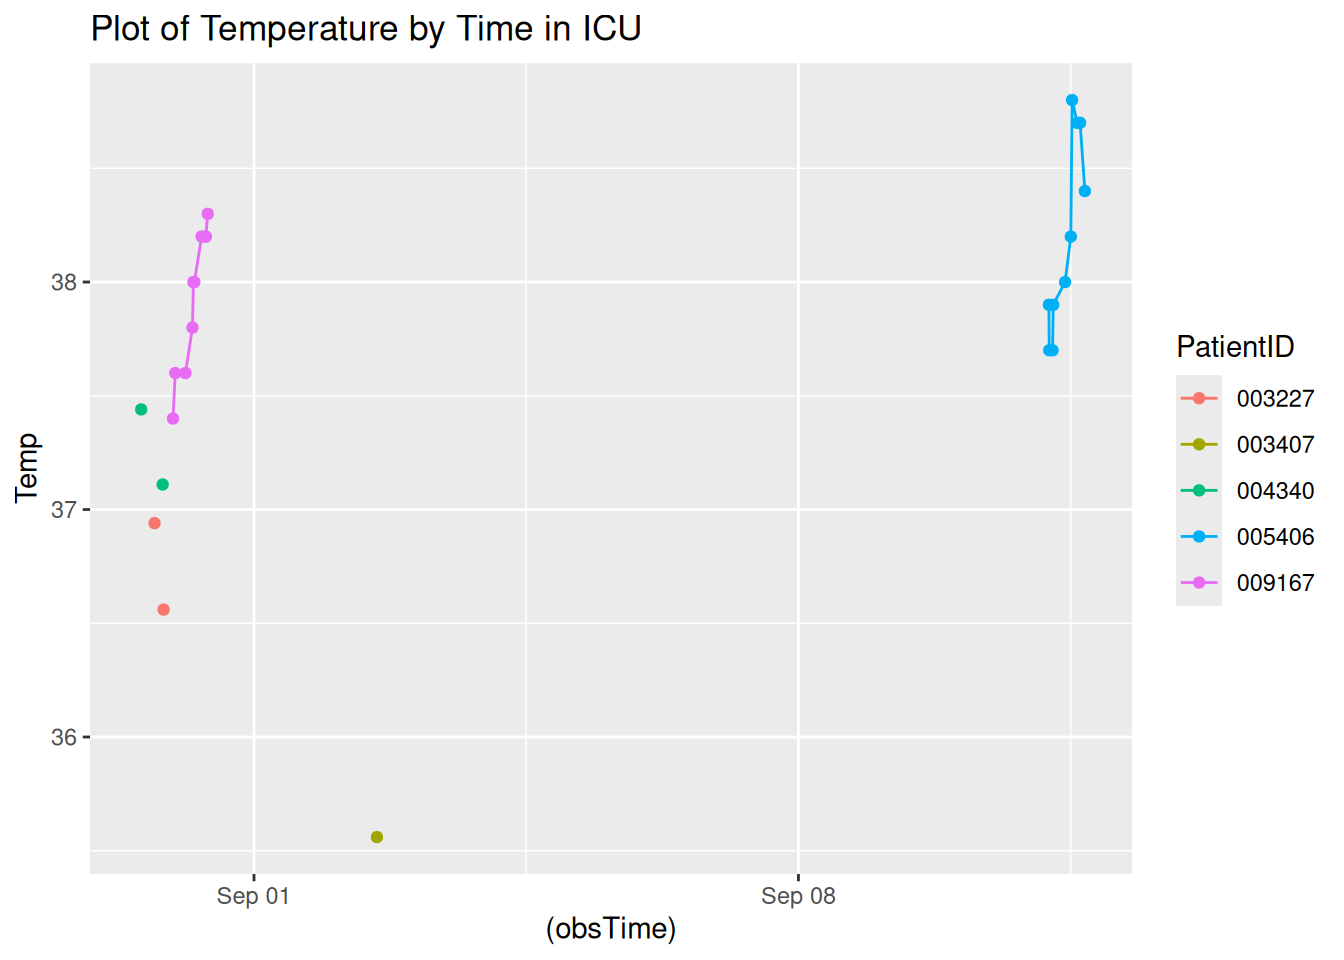 Plot of Temperature by Time in ICU
Temp
38
37
36
Sep 01
Sep 08
(obsTime)
PatientID
003227
003407
004340
005406
009167